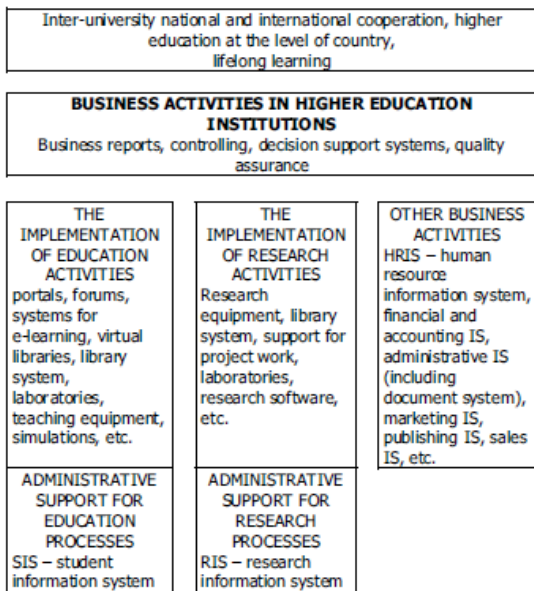 Inter-university national and international cooperation, higher
education at the level of country,
lifelong learning
BUSINESS ACTIVITIES IN HIGHER EDUCATION
INSTITUTIONS
Business reports, controlling, decision support systems, quality
assurance
THE
IMPLEMENTATION
OF EDUCATION
ACTIVITIES
portals, forums,
systems for
e-learning, virtual
libraries, library
system,
laboratories,
teaching equipment,
simulations, etc.
ADMINISTRATIVE
SUPPORT FOR
EDUCATION
PROCESSES
SIS – student
information system
THE
IMPLEMENTATION
OF RESEARCH
ACTIVITIES
Research
equipment, library
system, support for
project work,
laboratories,
research software,
etc.
ADMINISTRATIVE
SUPPORT FOR
RESEARCH
PROCESSES
RIS – research
information system
OTHER BUSINESS
ACTIVITIES
HRIS – human
resource
information system,
financial and
accounting IS,
administrative IS
(including
document system),
marketing IS,
publishing IS, sales
IS, etc.